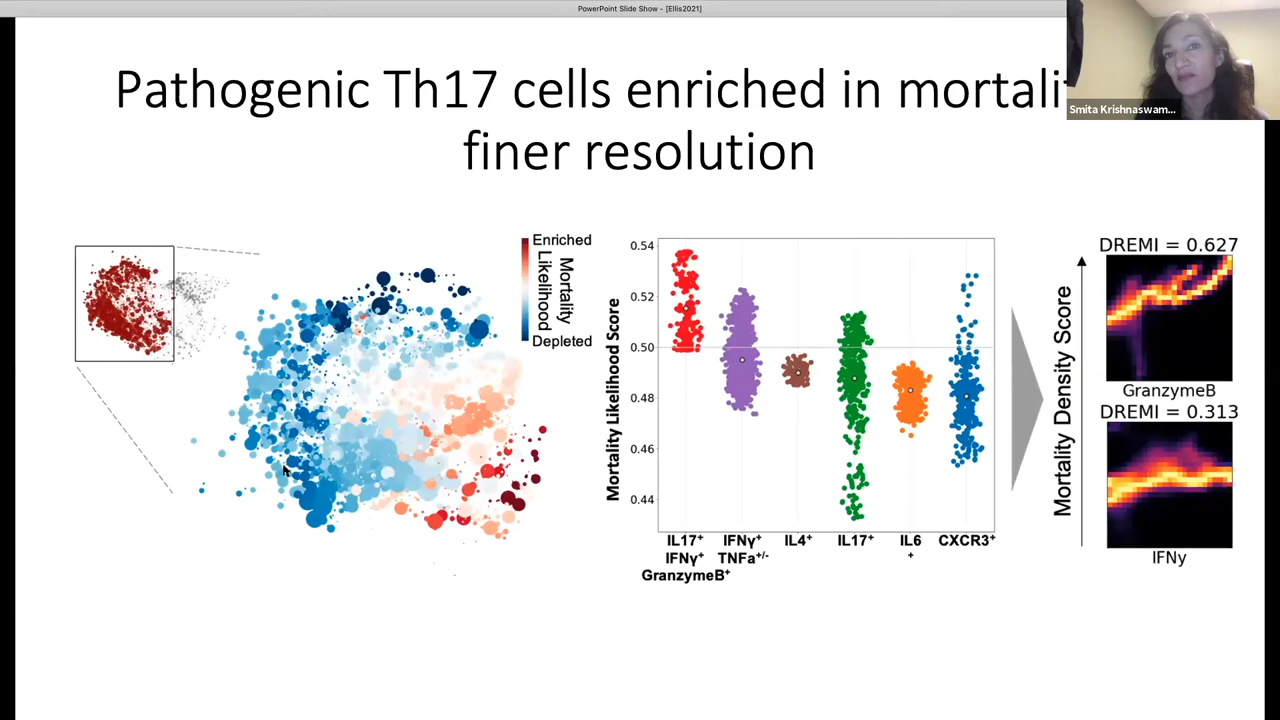 PowerPoint Slide Show - [Ellis2021]
Pathogenic Th17 cells enriched in mortali
finer resolution
Smita Krishnaswam...
Enriched
Mortality
Likelihood
Depleted
Mortality Likelihood Score
0.54
0.52
0.50
0.48
0.46
0.44
IL17+
IFNγ+
GranzymeB+
IFNγ+
TNFa+/-
IL4+
IL17+
IL6
+
CXCR3+
Mortality Density Score
DREMI = 0.627
GranzymeB
DREMI = 0.313
IFNy